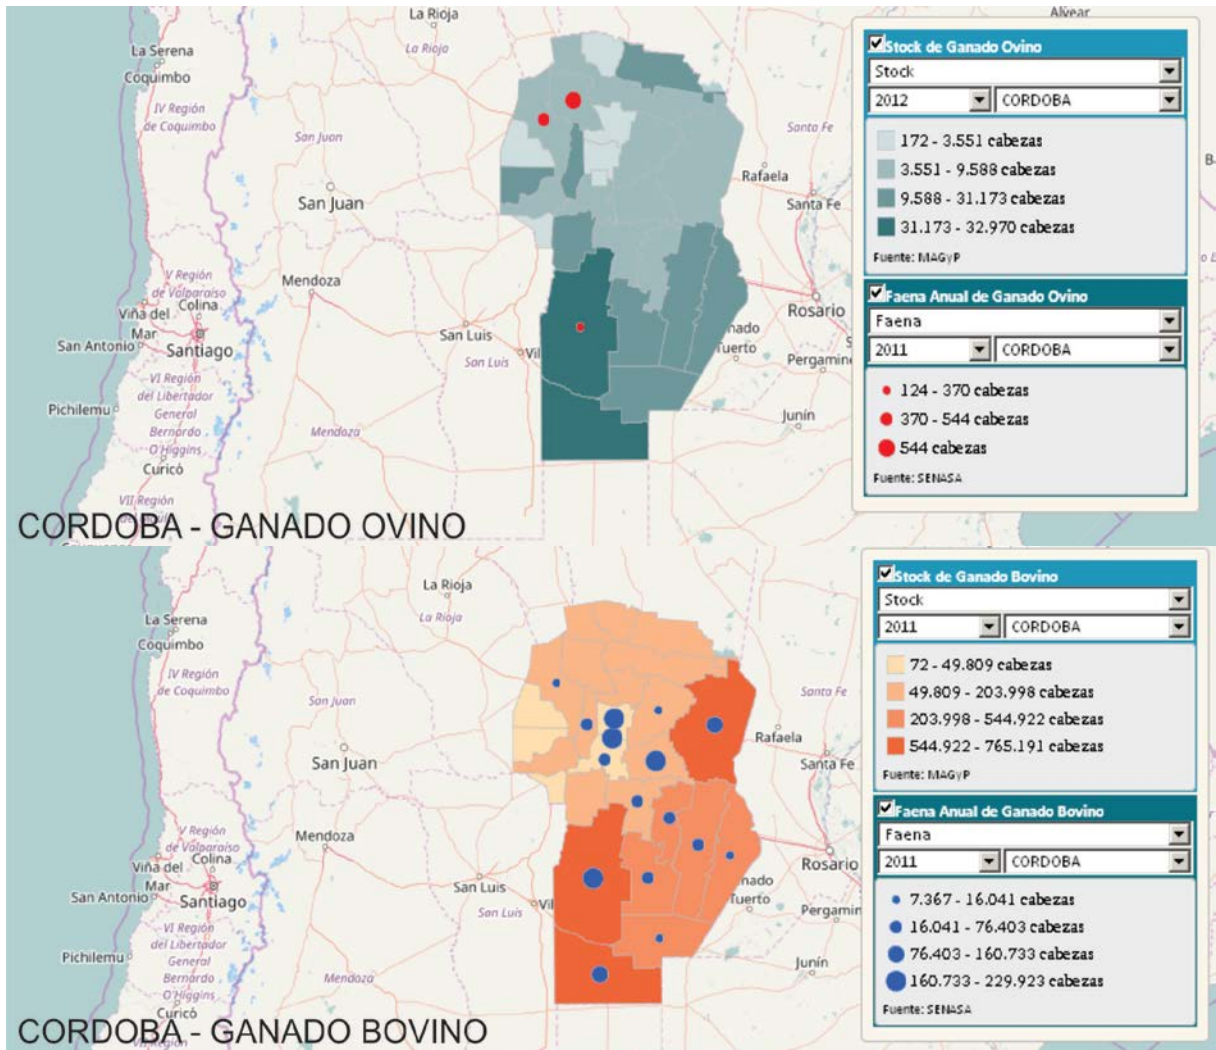 La Rioja
Alvear
La Serena
La Rioja
Coquimbo
IV Región
de Coquimbo
San Juan
Santa Fe
Rafaela
San Juan
Santa Fe
V Región
de Valparaíso
Mendoza
Colina
Viña del
Mar
San Luis
Rosario
San Antonio
Santiago
San Luis
Vil
nado
Tuerto
Pergamin
VI Región
del Libertador
General
Bernardo
O'Higgins
Pichilemu
Mendoza
Junín
Curicó
VII Región
Stock de Ganado Ovino
Stock
2012 CORDOBA
172 - 3.551 cabezas
3.551 - 9.588 cabezas
9.588 - 31.173 cabezas
31.173 - 32.970 cabezas
Fuente: MAGyP
Faena Anual de Ganado Ovino
Faena
2011 CORDOBA
124 - 370 cabezas
370 - 544 cabezas
544 cabezas
Fuente: SENASA
CORDOBA - GANADO OVINO
La Rioja
La Serena
La Rioja
Coquimbo
IV Región
de Coquimbo
San Juan
Santa Fe
Rafaela
San Juan
Santa Fe
V Región
de Valparaíso
Mendoza
Colina
Viña del
Mar
San Luis
Rosario
San Antonio
Santiago
San Luis
Vil
nado
Tuerto
Pergamin
VI Región
del Libertador
General
Bernardo
O'Higgins
Pichilemu
Mendoza
Junín
Curicó
VII Región
Stock de Ganado Bovino
Stock
2011 CORDOBA
72 - 49.809 cabezas
49.809 - 203.998 cabezas
203.998 - 544.922 cabezas
544.922 - 765.191 cabezas
Fuente: MAGyP
Faena Anual de Ganado Bovino
Faena
2011 CORDOBA
7.367 - 16.041 cabezas
16.041 - 76.403 cabezas
76.403 - 160.733 cabezas
160.733 - 229.923 cabezas
Fuente: SENASA
CORDOBA - GANADO BOVINO